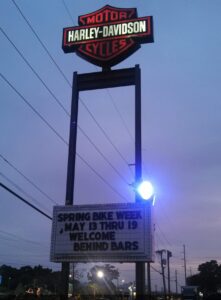 MOTOR
HARLEY-DAVIDSON
CYCLES
SPRING BIKE WEEK
MAY 13 THRU 19
WELCOME
BEHIND BARS